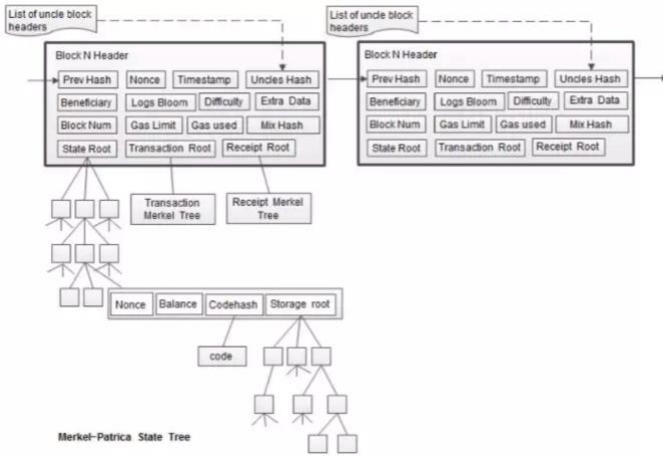 List of uncle block
headers
Block N Header
Prev Hash Nonce Timestamp Uncles Hash
Beneficiary Logs Bloom Difficulty Extra Data
Block Num Gas Limit Gas used Mix Hash
State Root Transaction Root Receipt Root
Transaction
Merkel Tree
Receipt Merkel
Tree
Nonce Balance Codehash Storage root
code
Merkel-Patrica State Tree
List of uncle block
headers
Block N Header
Prev Hash Nonce Timestamp Uncles Hash
Beneficiary Logs Bloom Difficulty Extra Data
Block Num Gas Limit Gas used Mix Hash
State Root Transaction Root Receipt Root